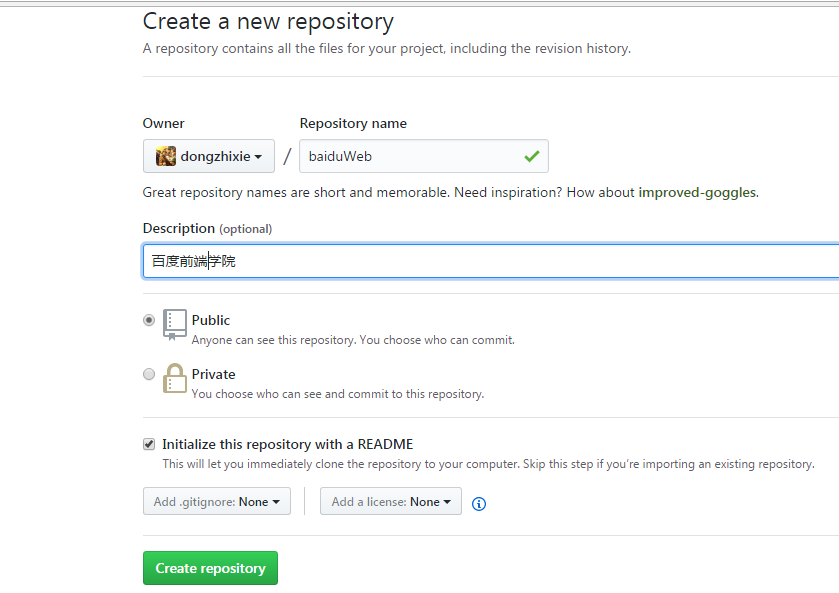 Create a new repository
A repository contains all the files for your project, including the revision history.
Owner
Repository name
dongzhixie / baiduWeb
Great repository names are short and memorable. Need inspiration? How about improved-goggles.
Description (optional)
百度前端学院
Public
Anyone can see this repository. You choose who can commit.
Private
You choose who can see and commit to this repository.
Initialize this repository with a README
This will let you immediately clone the repository to your computer. Skip this step if you're importing an existing repository.
Add .gitignore: None
Add a license: None
Create repository